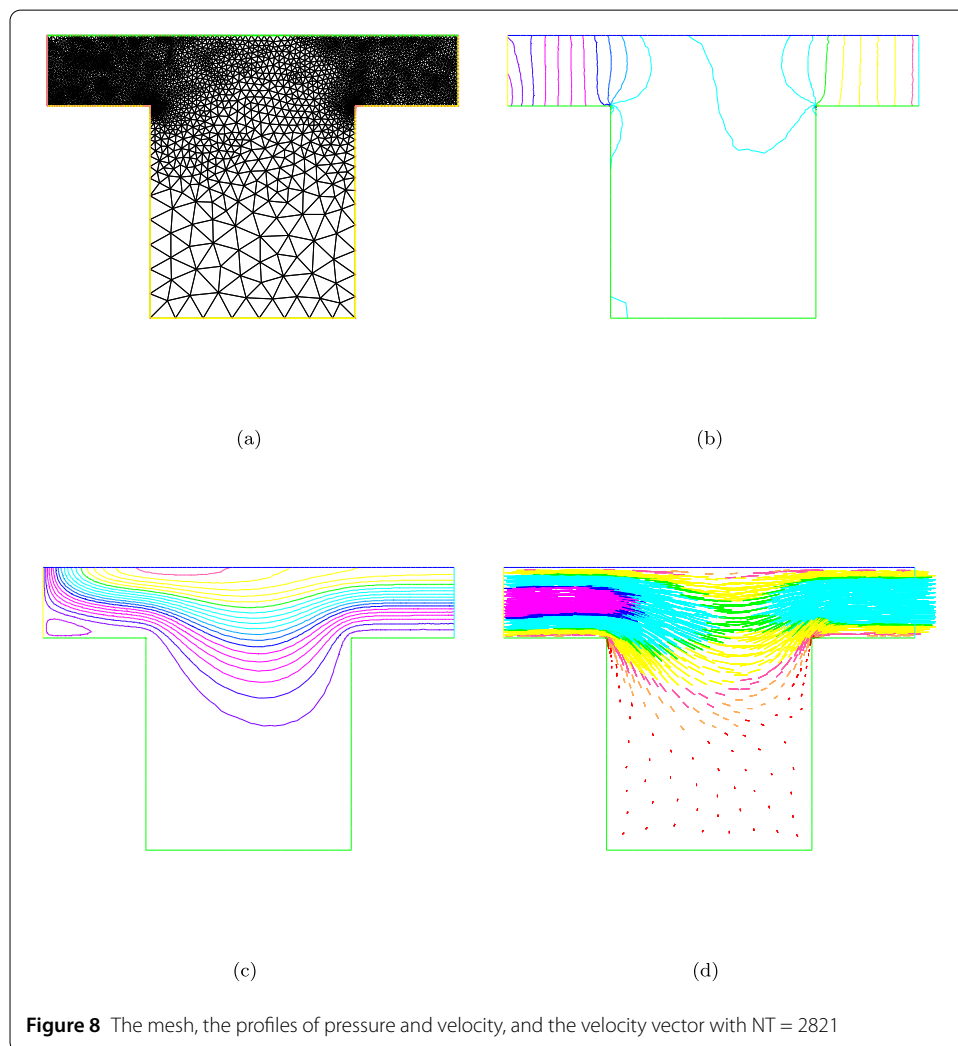 (a)
(b)
(c)
(d)
Figure 8 The mesh, the profiles of pressure and velocity, and the velocity vector with NT = 2821